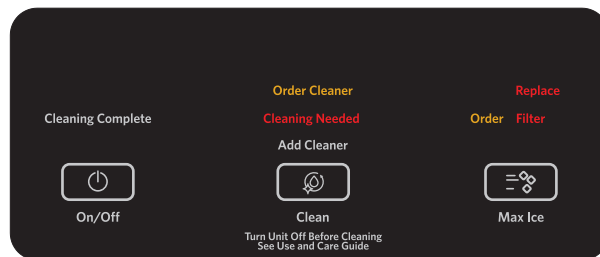 Order Cleaner
Replace
Cleaning Complete
Cleaning Needed
Order Filter
Add Cleaner
On/Off
Clean
Max Ice
Turn Unit Off Before Cleaning
See Use and Care Guide